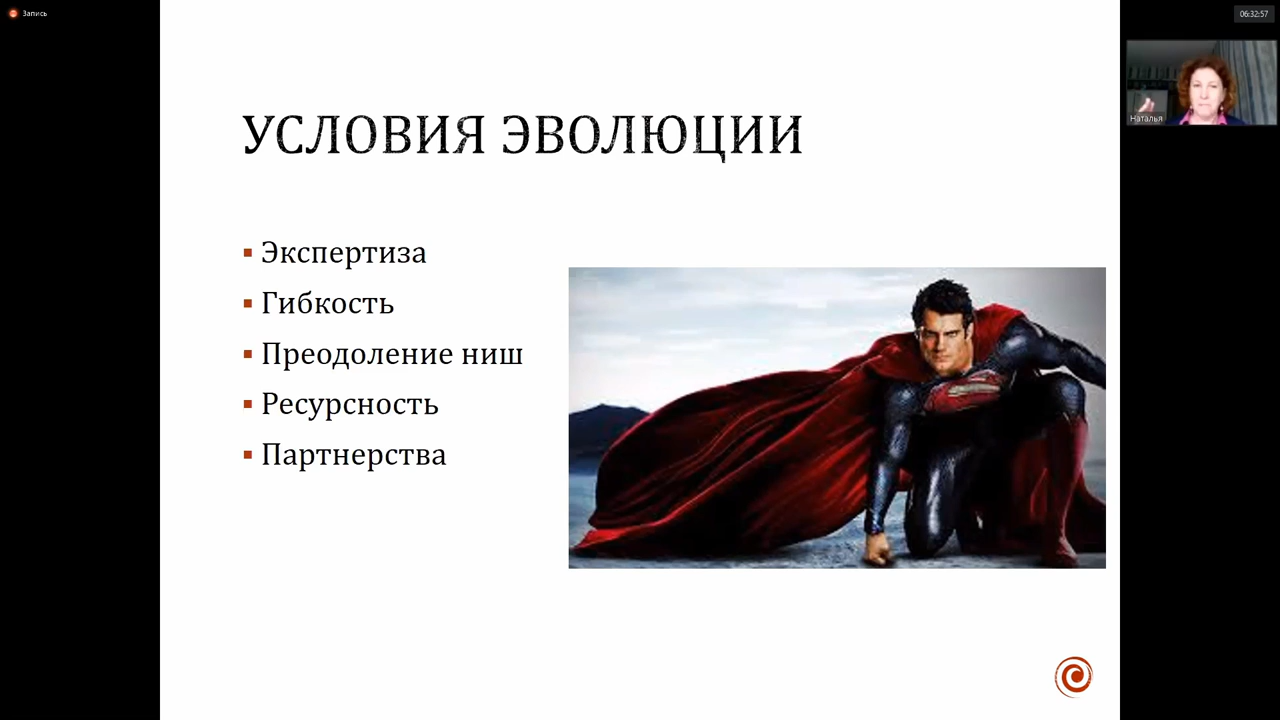 Запись
06:32:57
Наталья
УСЛОВИЯ ЭВОЛЮЦИИ
Экспертиза
Гибкость
Преодоление ниш
Ресурсность
Партнерства